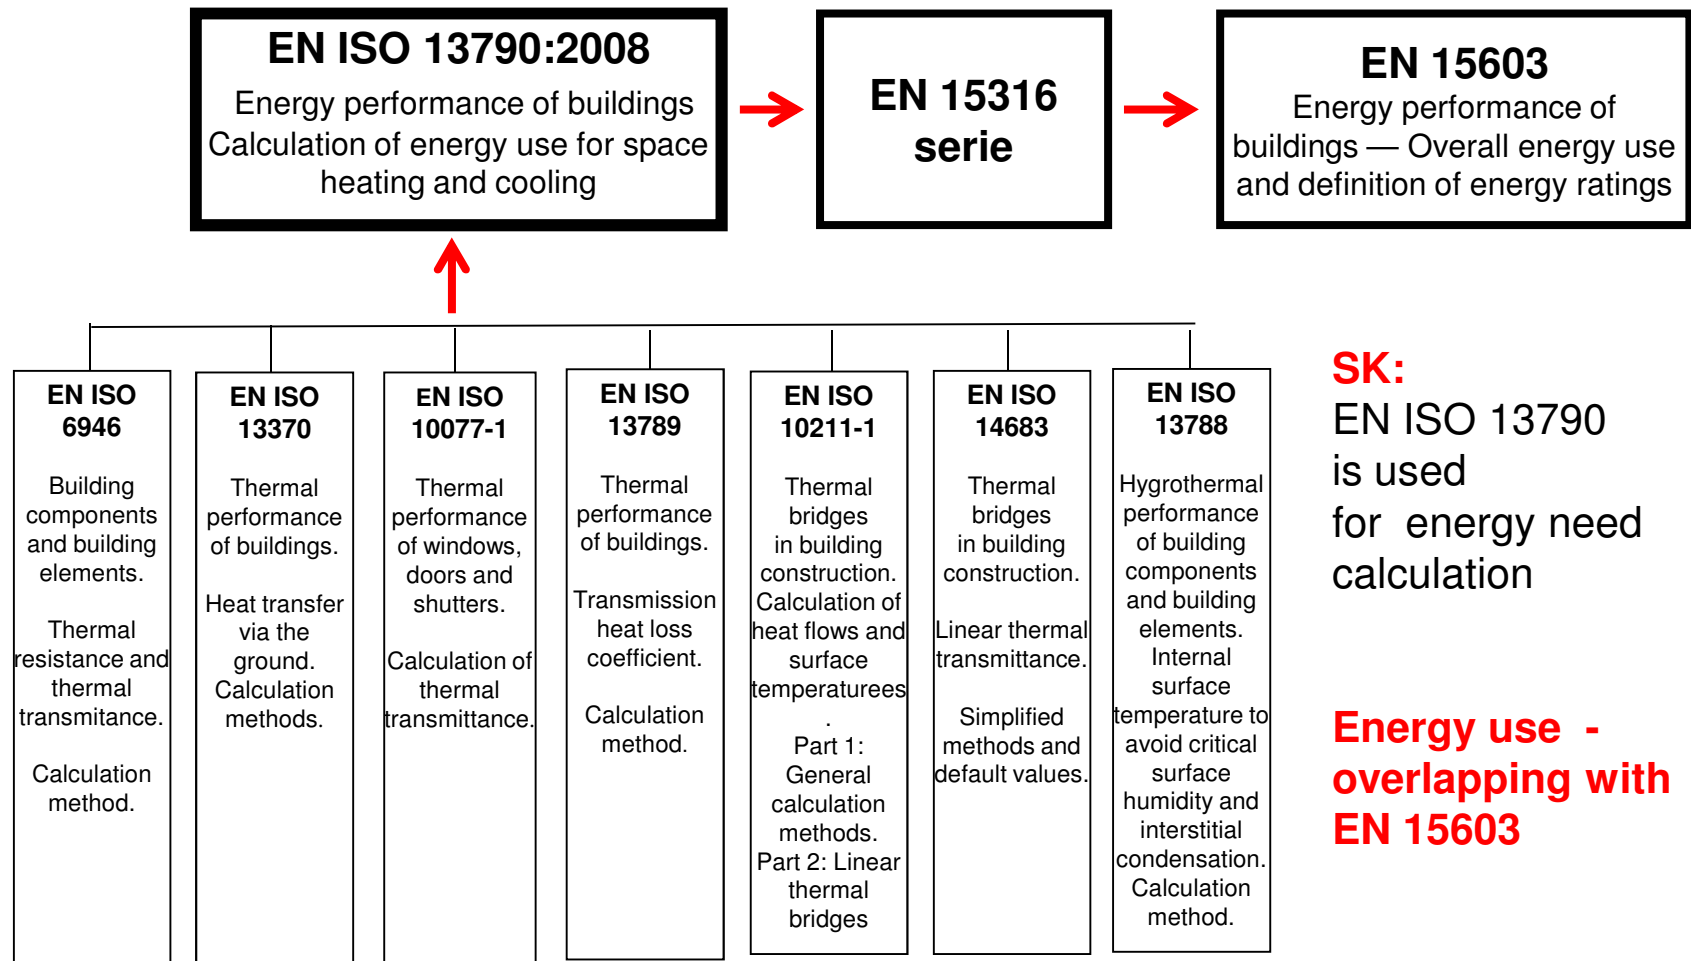 EN ISO 13790:2008
Energy performance of buildings
Calculation of energy use for space
heating and cooling
EN 15316
serie
EN 15603
Energy performance of
buildings — Overall energy use
and definition of energy ratings
EN ISO
6946
Building
components
and building
elements.
Thermal
resistance and
thermal
transmitance.
Calculation
method.
EN ISO
13370
Thermal
performance
of buildings.
Heat transfer
via the
ground.
Calculation
methods.
EN ISO
10077-1
Thermal
performance
of windows,
doors and
shutters.
Calculation of
thermal
transmittance.
EN ISO
13789
Thermal
performance
of buildings.
Transmission
heat loss
coefficient.
Calculation
method.
EN ISO
10211-1
Thermal
bridges
in building
construction.
Calculation of
heat flows and
surface
temperaturees
.
Part 1:
General
calculation
methods.
Part 2: Linear
thermal
bridges
EN ISO
14683
Thermal
bridges
in building
construction.
Linear thermal
transmittance.
Simplified
methods and
default values.
EN ISO
13788
Hygrothermal
performance
of building
components
and building
elements.
Internal
surface
temperature to
avoid critical
surface
humidity and
interstitial
condensation.
Calculation
method.
SK:
EN ISO 13790
is used
for  energy need
calculation
Energy use  -
overlapping with
EN 15603